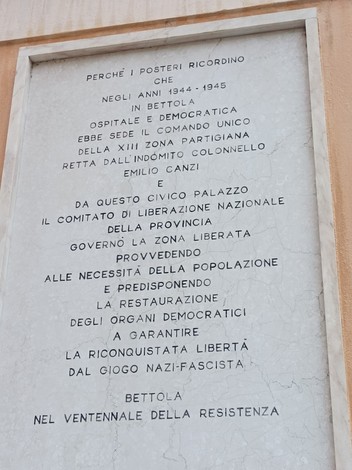 PERCHÈ I POSTERI RICORDINO
CHE
NEGLI ANNI 1944-1945
IN BETTOLA
OSPITALE E DEMOCRATICA
EBBE SEDE IL COMANDO UNICO
DELLA XIII ZONA PARTIGIANA
RETTA DALL'INDÒMITO COLONNELLO
EMILIO CANZI
E
DA QUESTO CIVICO PALAZZO
IL COMITATO DI LIBERAZIONE NAZIONALE
DELLA PROVINCIA
GOVERNÒ LA ZONA LIBERATA
PROVVEDENDO
ALLE NECESSITÀ DELLA POPOLAZIONE
E PREDISPONENDO
LA RESTAURAZIONE
DEGLI ORGANI DEMOCRATICI
A GARANTIRE
LA RICONQUISTATA LIBERTÀ
DAL GIOGO NAZI-FASCISTA
BETTOLA
NEL VENTENNALE DELLA RESISTENZA